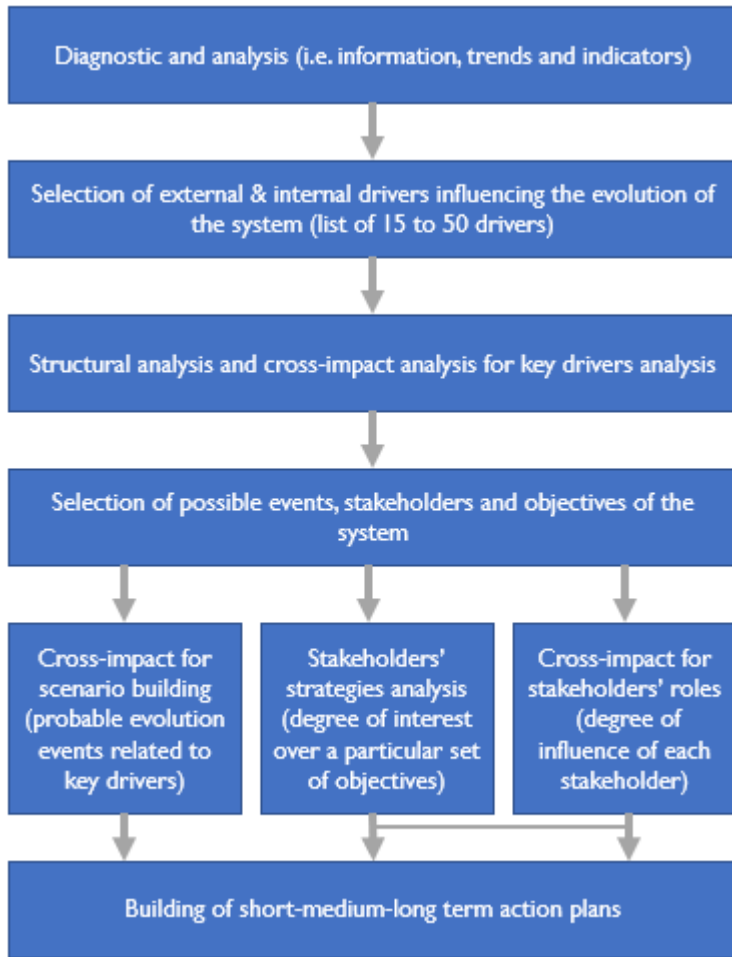 Diagnostic and analysis (i.e. information, trends and indicators)
Selection of external & internal drivers influencing the evolution of
the system (list of 15 to 50 drivers)
Structural analysis and cross-impact analysis for key drivers analysis
Selection of possible events, stakeholders and objectives of the
system
Cross-impact for
scenario building
(probable evolution
events related to
key drivers)
Stakeholders’
strategies analysis
(degree of interest
over a particular set
of objectives)
Cross-impact for
stakeholders’ roles
(degree of
influence of each
stakeholder)
Building of short-medium-long term action plans